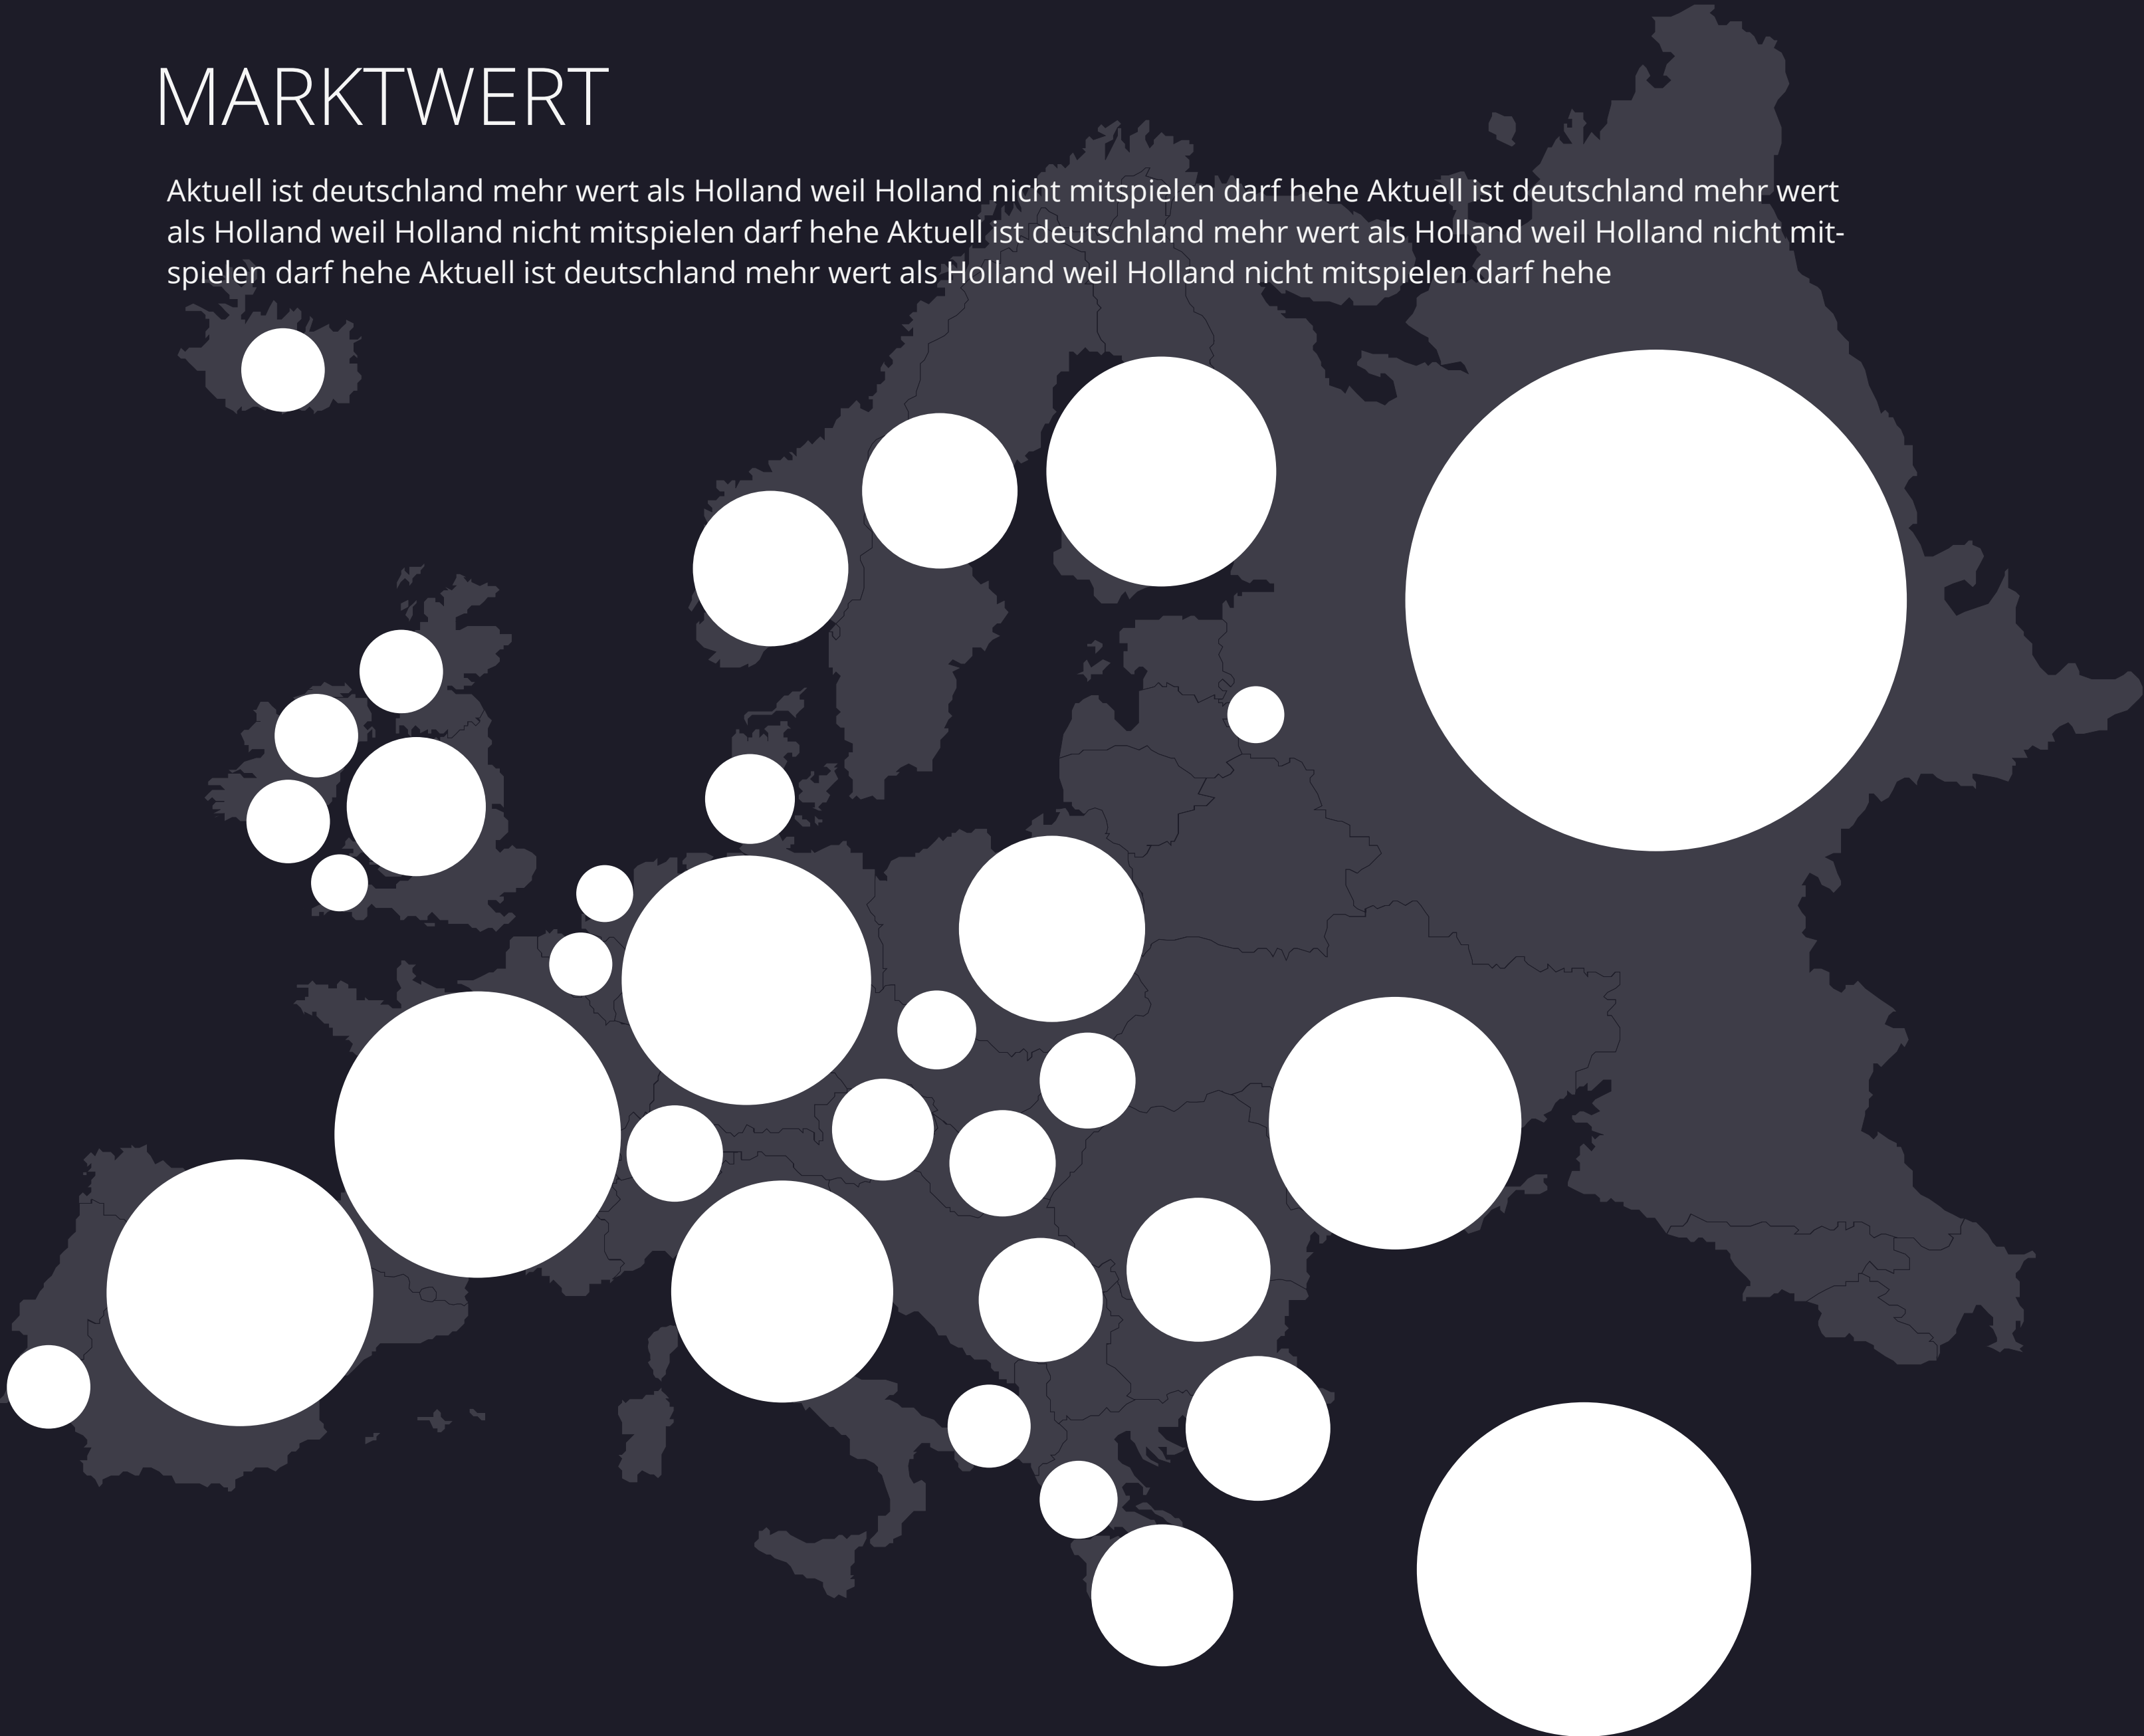 MARKTWERT
Aktuell ist deutschland mehr wert als Holland weil Holland nicht mitspielen darf hehe Aktuell ist deutschland mehr wert
als Holland weil Holland nicht mitspielen darf hehe Aktuell ist deutschland mehr wert als Holland weil Holland nicht mit-
spielen darf hehe Aktuell ist deutschland mehr wert als Holland weil Holland nicht mitspielen darf hehe